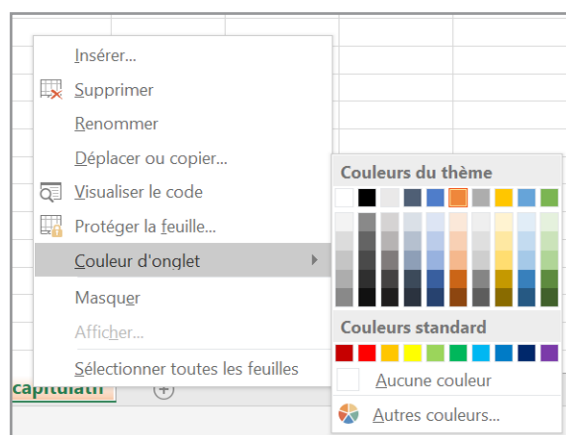 Insérer...
Supprimer
Renommer
Déplacer ou copier...
Visualiser le code
Protéger la feuille...
Couleur d'onglet
Masquer
Afficher...
Sélectionner toutes les feuilles
capitulatif
Couleurs du thème
Couleurs standard
Aucune couleur
Autres couleurs...